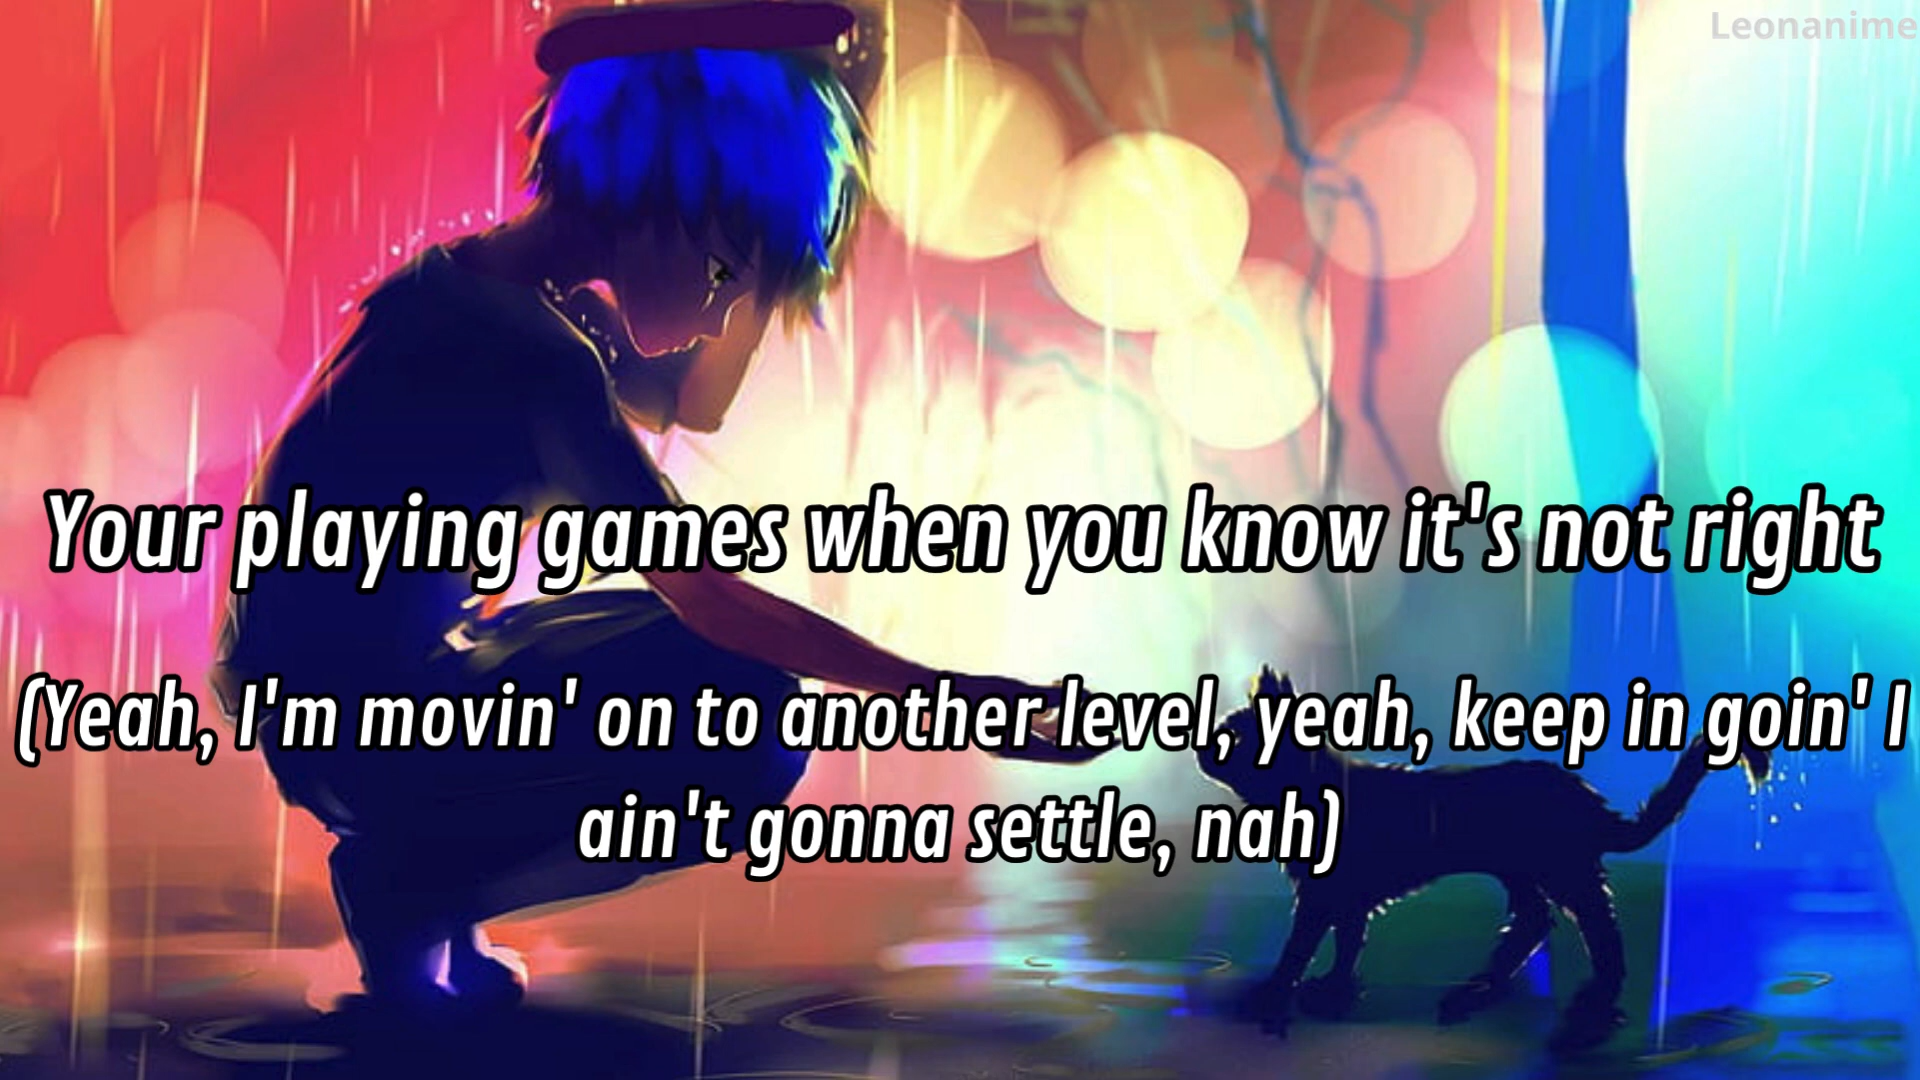 Leonanime
Your playing games when you know it's not right
(Yeah, I'm movin' on to another level, yeah, keep in goin' I
ain't gonna settle, nah)